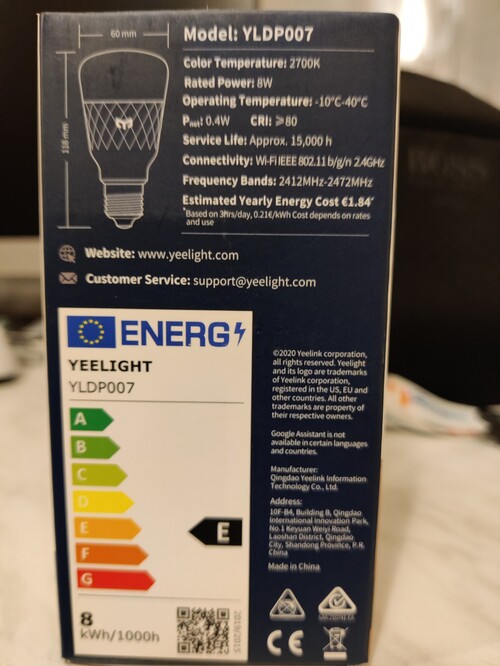 60 mm
118 mm
Model: YLDP007
Color Temperature: 2700K
Rated Power: 8W
Operating Temperature: -10°C-40°C
Pnet: 0.4W CRI: ⩾80
Service Life: Approx. 15,000 h
Connectivity: Wi-Fi IEEE 802.11 b/g/n 2.4GHz
Frequency Bands: 2412MHz-2472MHz
Estimated Yearly Energy Cost €1.84*
*Based on 3hrs/day, 0.21€/kWh Cost depends on rates
and use
Website: www.yeelight.com
Customer Service: support@yeelight.com
ENERG
YEELIGHT
YLDP007
A
B
C
D
E
F
G
E
8
kWh/1000h
2019/2015
©2020 Yeelink corporation,
all rights reserved. Yeelight
and its logo are trademarks
of Yeelink corporation,
registered in the US, EU and
other countries. All other
trademarks are property of
their respective owners.
Google Assistant is not
available in certain languages
and countries.
Manufacturer:
Qingdao Yeelink Information
Technology Co., Ltd.
Address:
10F-B4, Building B, Qingdao
International Innovation Park,
No.1 Keyuan Weiyi Road,
Laoshan District, Qingdao
City, Shandong Province, P.R.
China
Made in China
CE